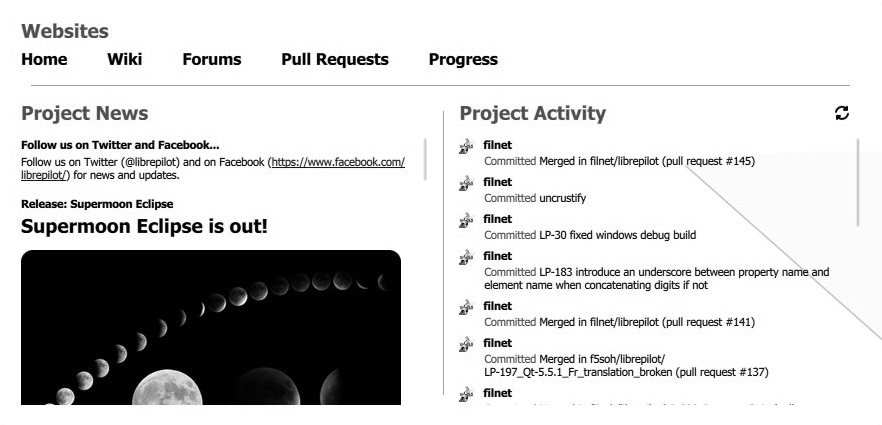 Websites
Home Wiki Forums Pull Requests Progress
Project News
Follow us on Twitter and Facebook...
Follow us on Twitter (@librepilot) and on Facebook (https://www.facebook.com/
librepilot/) for news and updates.
Release: Supermoon Eclipse
Supermoon Eclipse is out!
Project Activity
filnet
Committed Merged in filnet/librepilot (pull request #145)
filnet
Committed uncrustify
filnet
Committed LP-30 fixed windows debug build
filnet
Committed LP-183 introduce an underscore between property name and
element name when concatenating digits if not
filnet
Committed Merged in filnet/librepilot (pull request #141)
filnet
Committed Merged in f5soh/librepilot/
LP-197_Qt-5.5.1_Fr_translation_broken (pull request #137)
filnet